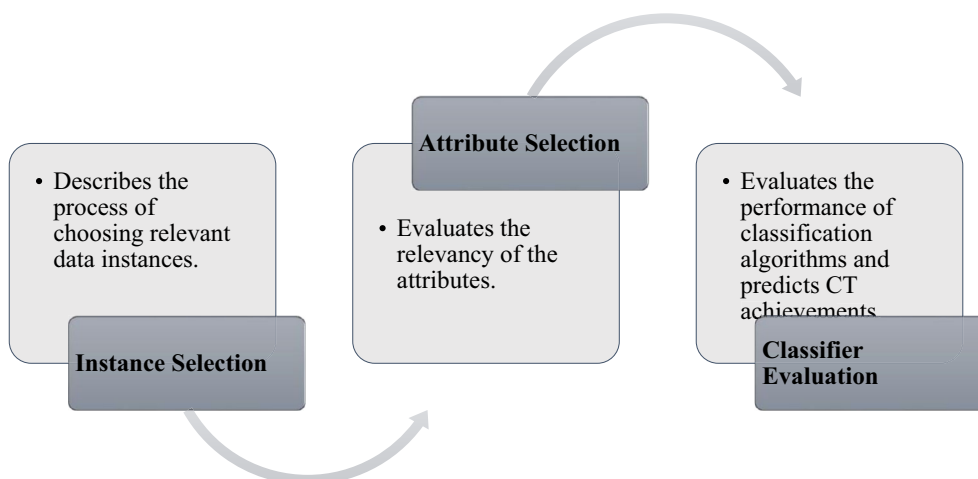 • Describes the
process of
choosing relevant
data instances.
Instance Selection
Attribute Selection
• Evaluates the
relevancy of the
attributes.
• Evaluates the
performance of
classification
algorithms and
predicts CT
achievements
Classifier
Evaluation